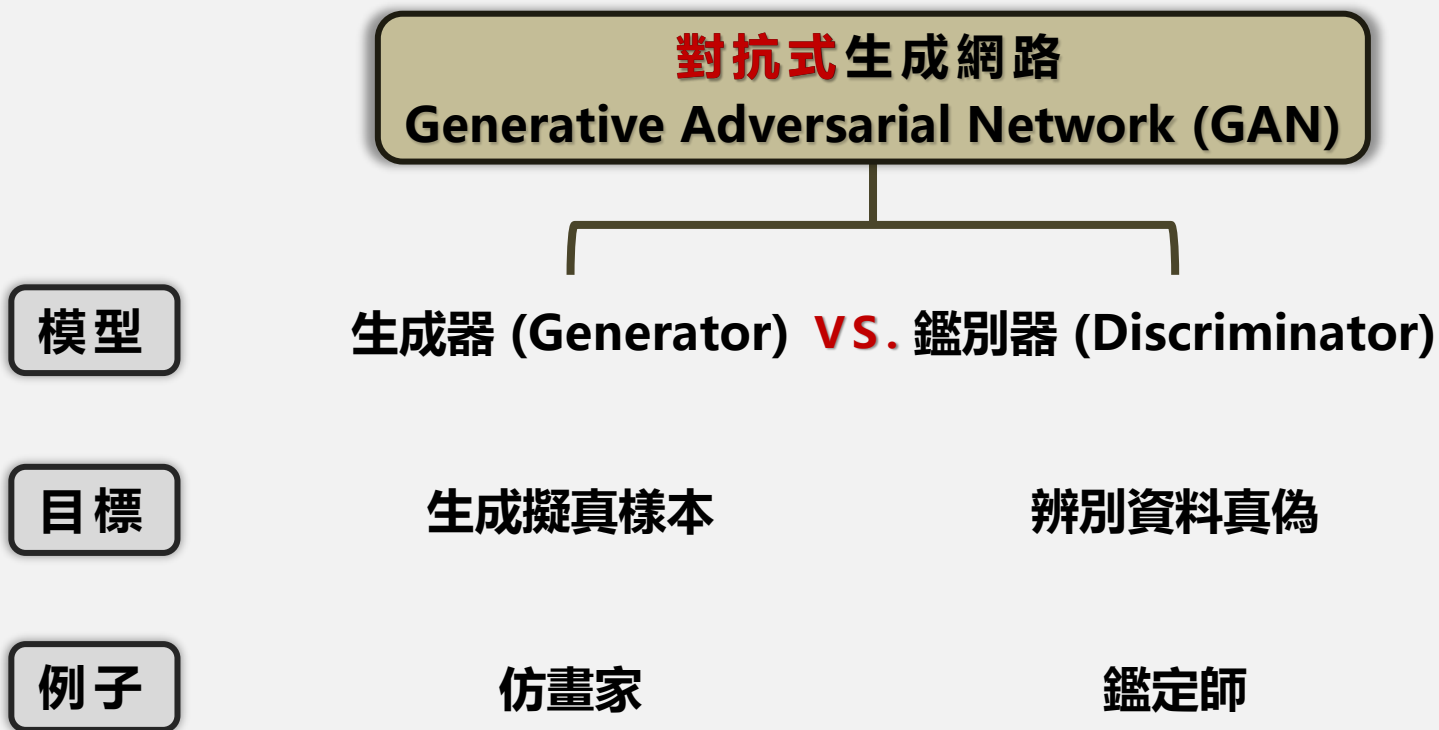 對抗式生成網路
Generative Adversarial Network (GAN)
模型
生成器 (Generator) VS. 鑑別器 (Discriminator)
目標
生成擬真樣本 辨別資料真偽
例子
仿畫家 鑑定師